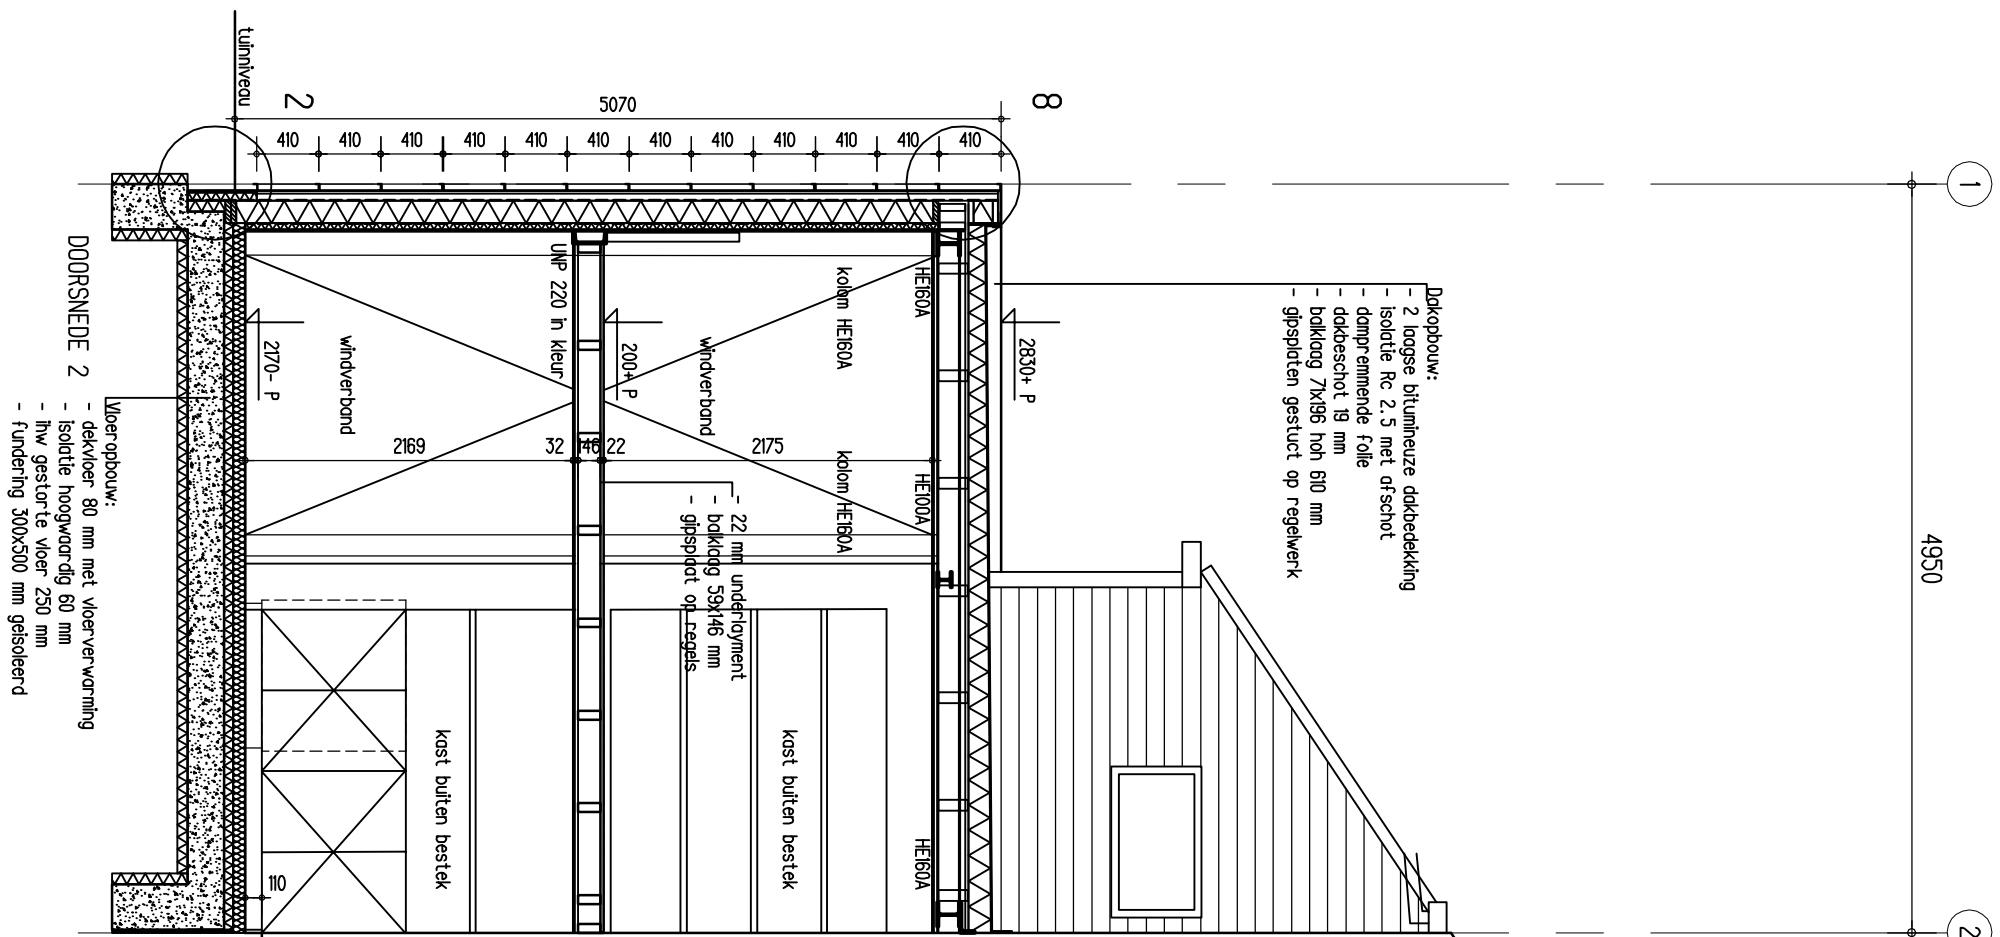 1
4950
2
Dakopbouw:
- 2 laagse bitumineuze dakbedekking
- isolatie Rc 2.5 met afschot
- dampremmende folie
- dakbeschot 19 mm
- balklaag 71x196 hoh 610 mm
- gipsplaten gestuct op regelwerk
8
2830+ P
HE160A
HE100A
HE160A
kolom HE160A
kolom HE160A
kast buiten bestek
- 22 mm underlayment
- balklaag 59x146 mm
- gipsplaat op regels
windverband
200+ P
UNP 220 in kleur
5070
410 410 410 410 410 410 410 410 410 410 410 410
2169 32 146 22 2175
kast buiten bestek
windverband
2
2170- P
110
tuinniveau
Vloeropbouw:
- dekvloer 80 mm met vloerverwarming
- isolatie hoogwaardig 60 mm
- ihw gestorte vloer 250 mm
- fundering 300x500 mm geisoleerd
DOORSNEDE 2